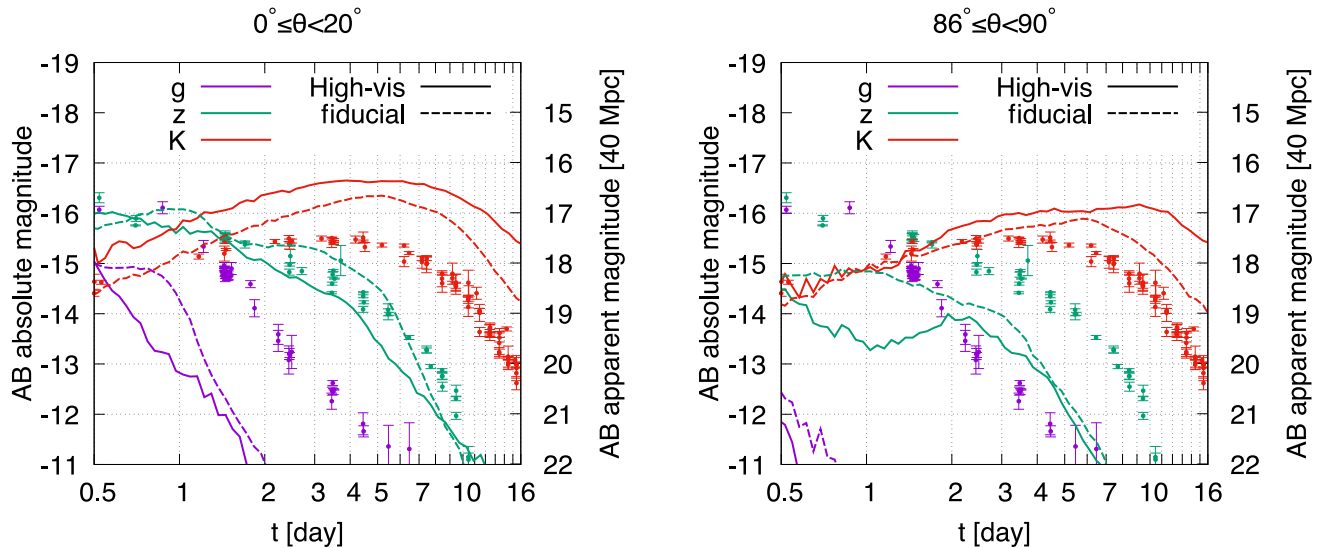 0°≤θ<20°
g
z
K
High-vis
fiducial
-19
-18
-17
-16
-15
-14
-13
-12
-11
AB absolute magnitude
15
16
17
18
19
20
21
22
AB apparent magnitude [40 Mpc]
0.5 1 2 3 4 5 7 10 16
t [day]
86°≤θ<90°
g
z
K
High-vis
fiducial
-19
-18
-17
-16
-15
-14
-13
-12
-11
AB absolute magnitude
15
16
17
18
19
20
21
22
AB apparent magnitude [40 Mpc]
0.5 1 2 3 4 5 7 10 16
t [day]